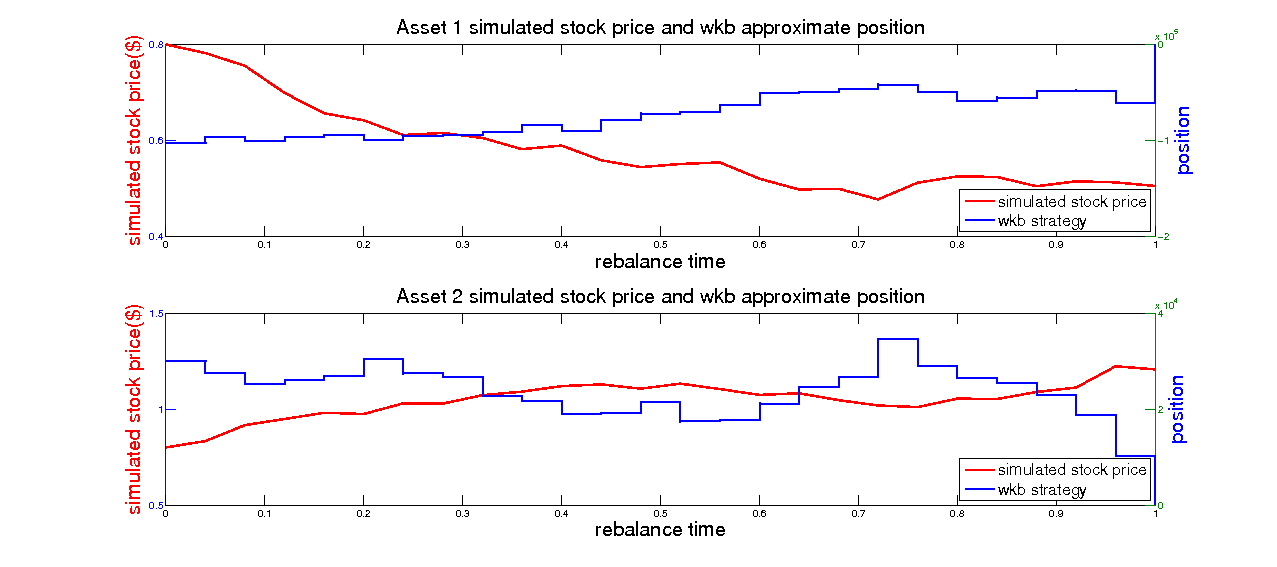 Asset 1 simulated stock price and wkb approximate position
x 10^5
0.8
0.6
0.4
0
-1
-2
simulated stock price($)
position
simulated stock price
wkb strategy
0 0.1 0.2 0.3 0.4 0.5 0.6 0.7 0.8 0.9 1
rebalance time
Asset 2 simulated stock price and wkb approximate position
x 10^4
1.5
1
0.5
4
2
0
simulated stock price($)
position
simulated stock price
wkb strategy
0 0.1 0.2 0.3 0.4 0.5 0.6 0.7 0.8 0.9 1
rebalance time